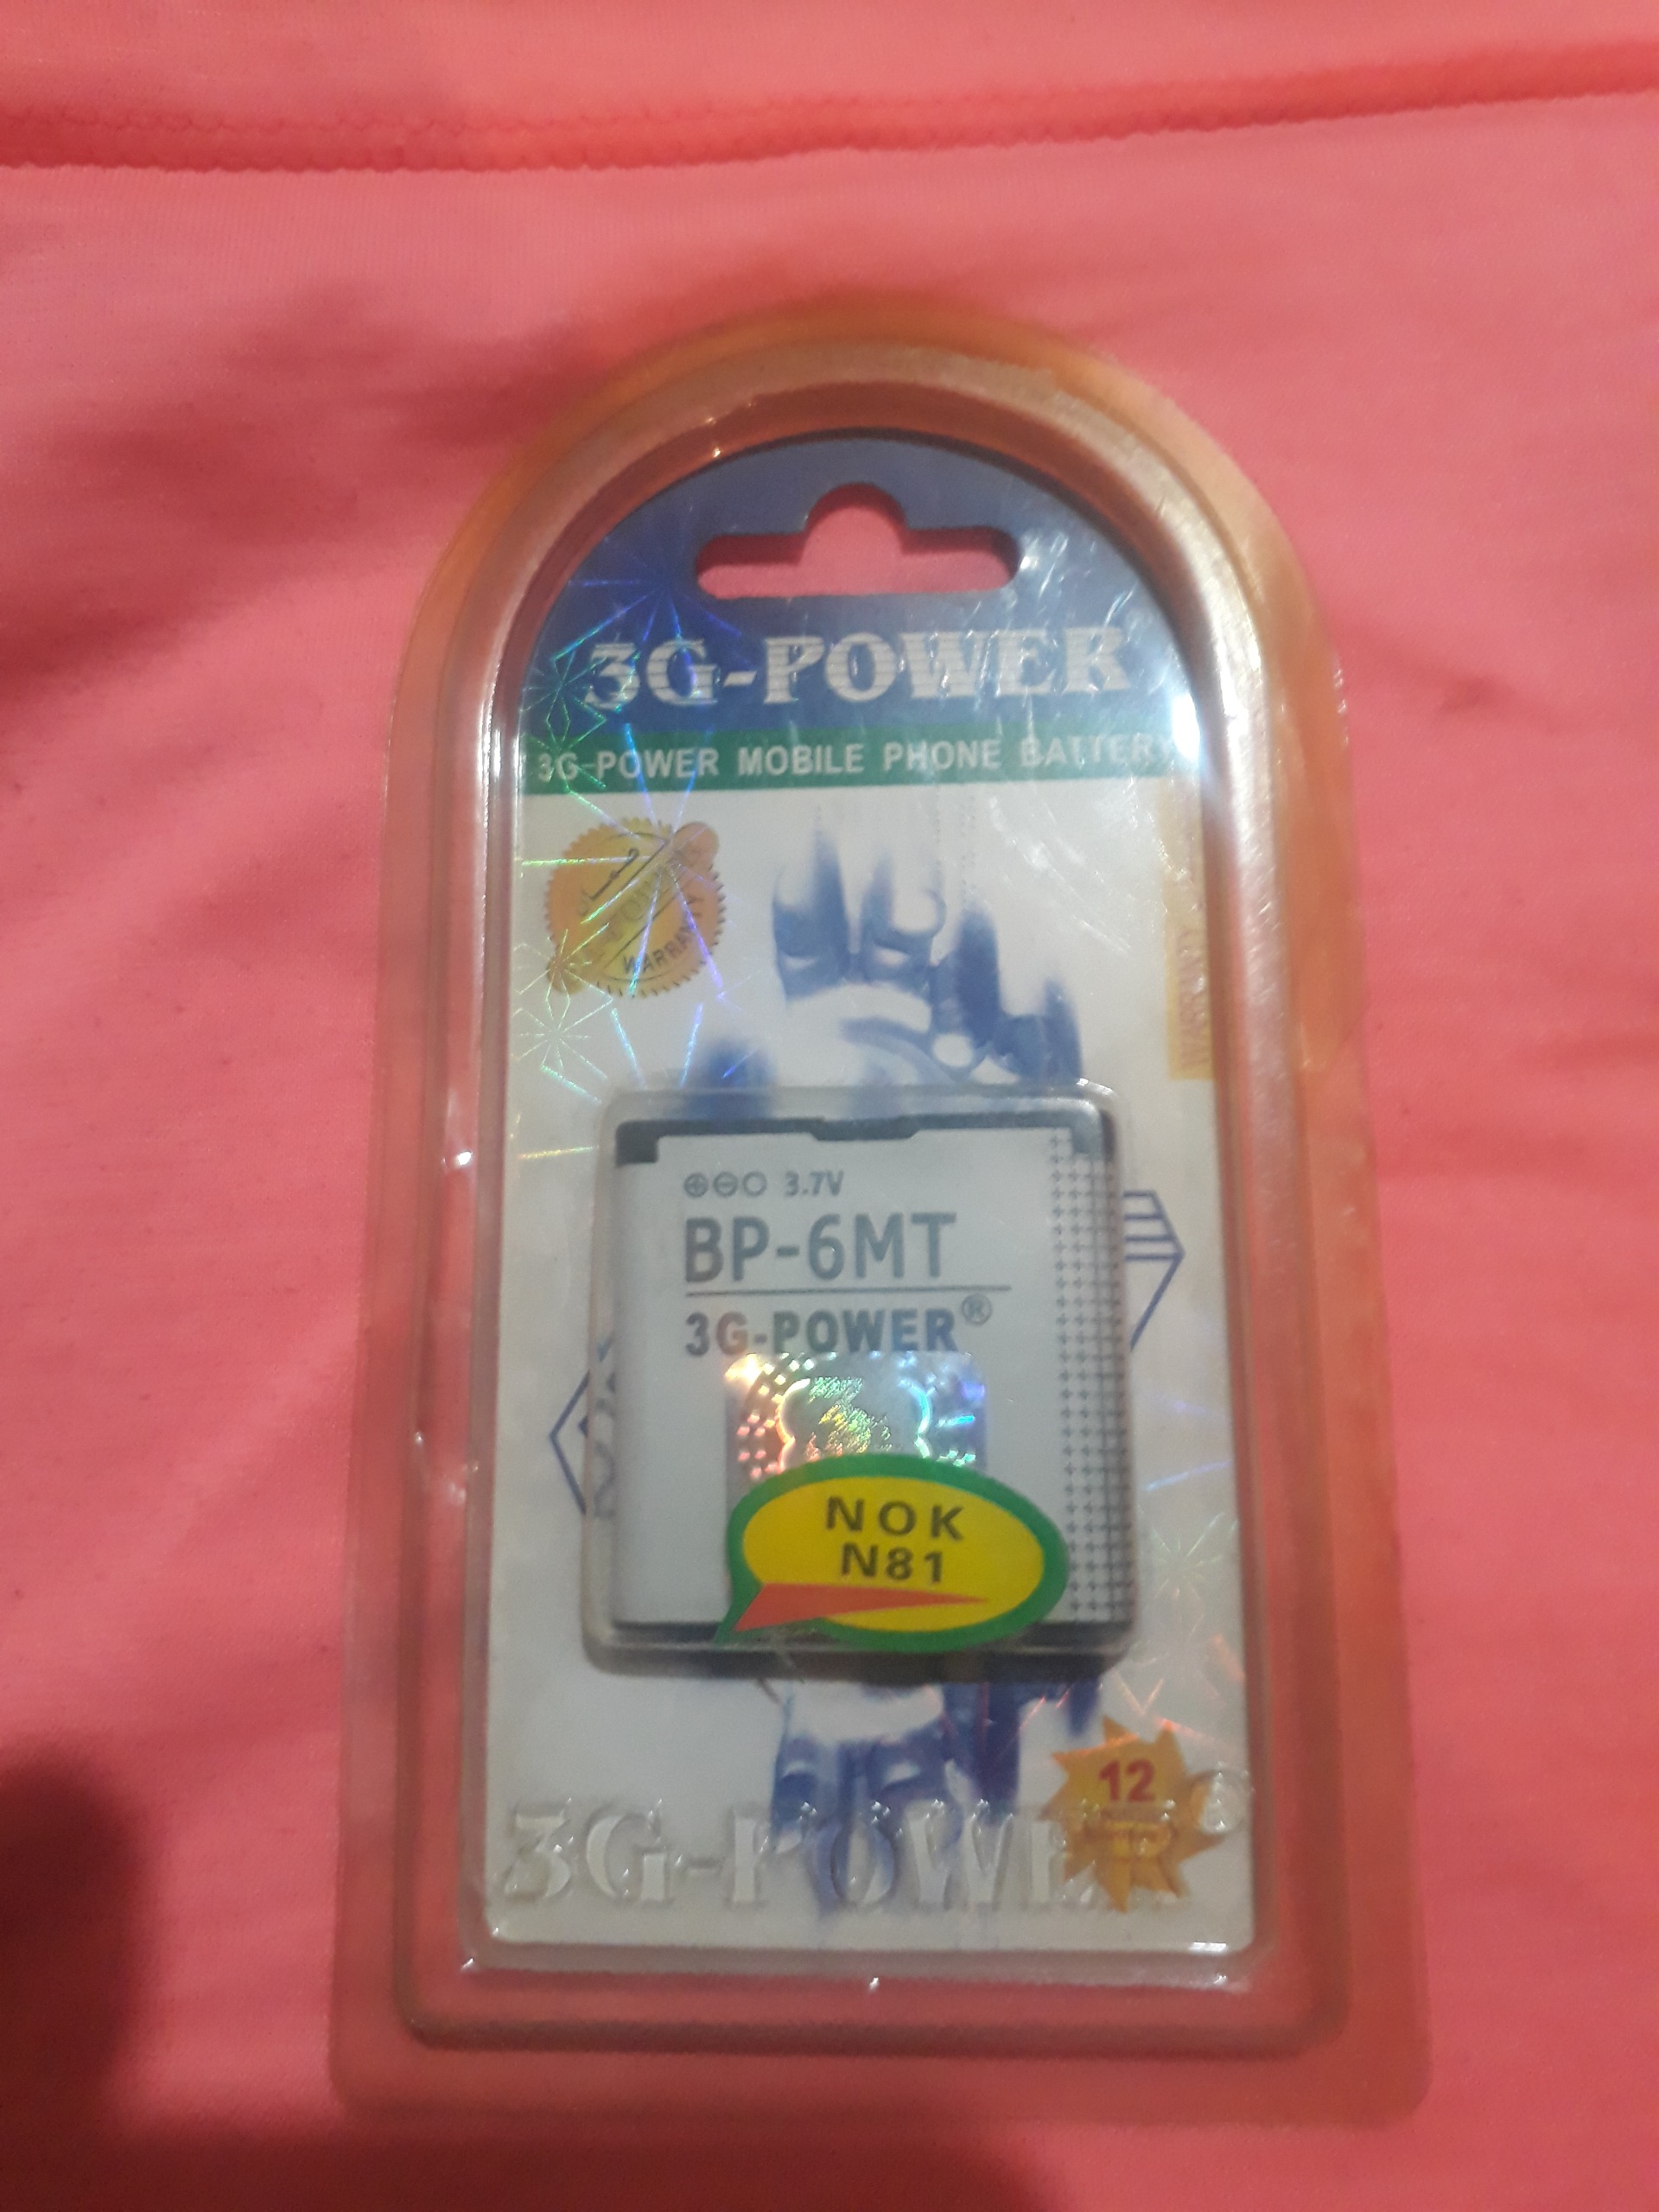 3G-POWER
3G-POWER MOBILE PHONE BATTERY
WARRANTY
WARRANTY
⊕⊖○ 3.7V
BP-6MT
3G-POWER®
NOK
N81
12
3G-POWER®